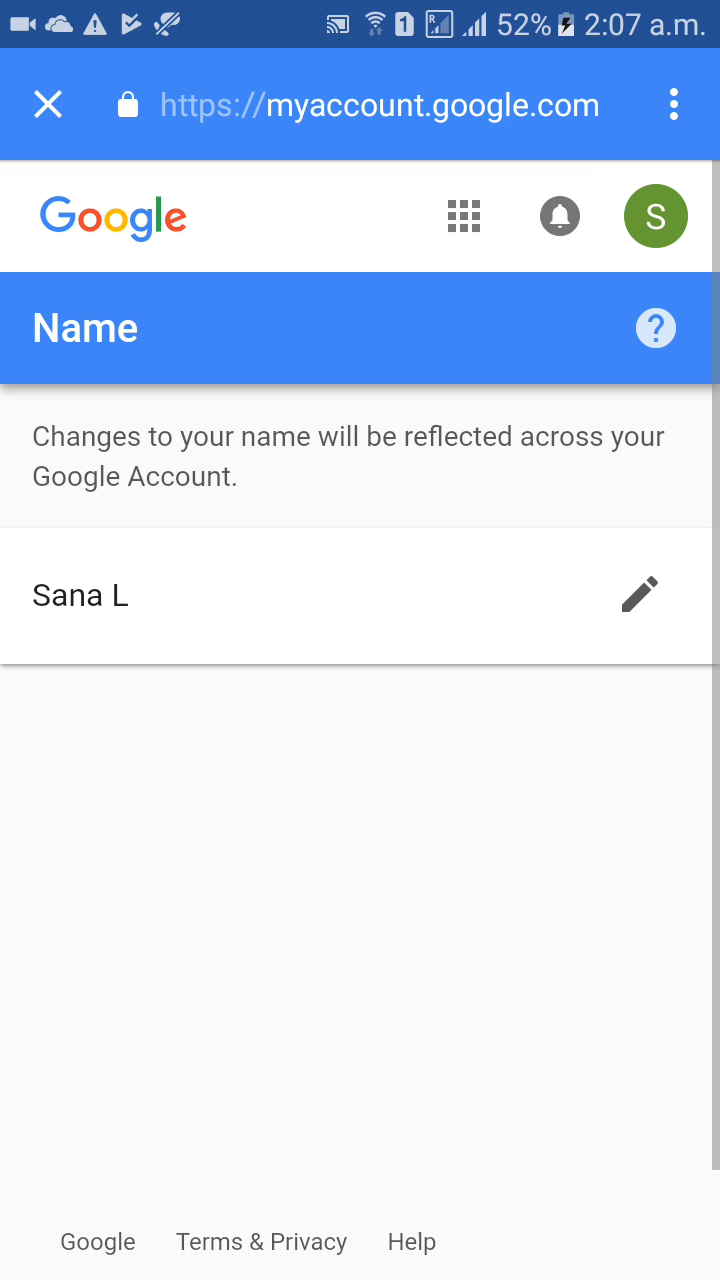 1 R 52% 2:07 a.m.
https://myaccount.google.com
Google S
Name ?
Changes to your name will be reflected across your
Google Account.
Sana L
Google Terms & Privacy Help